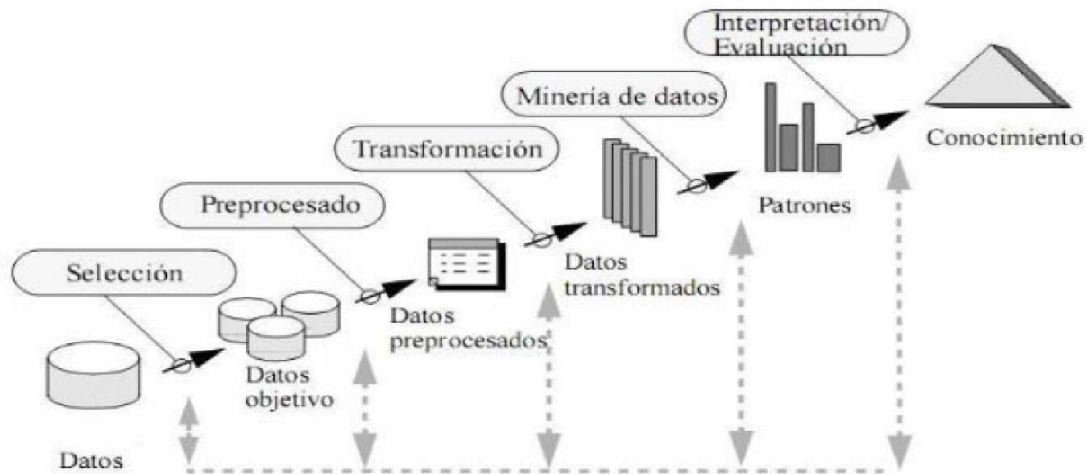 Interpretación/
Evaluación
Minería de datos
Conocimiento
Transformación
Patrones
Preprocesado
Datos
transformados
Selección
Datos
preprocesados
Datos
objetivo
Datos